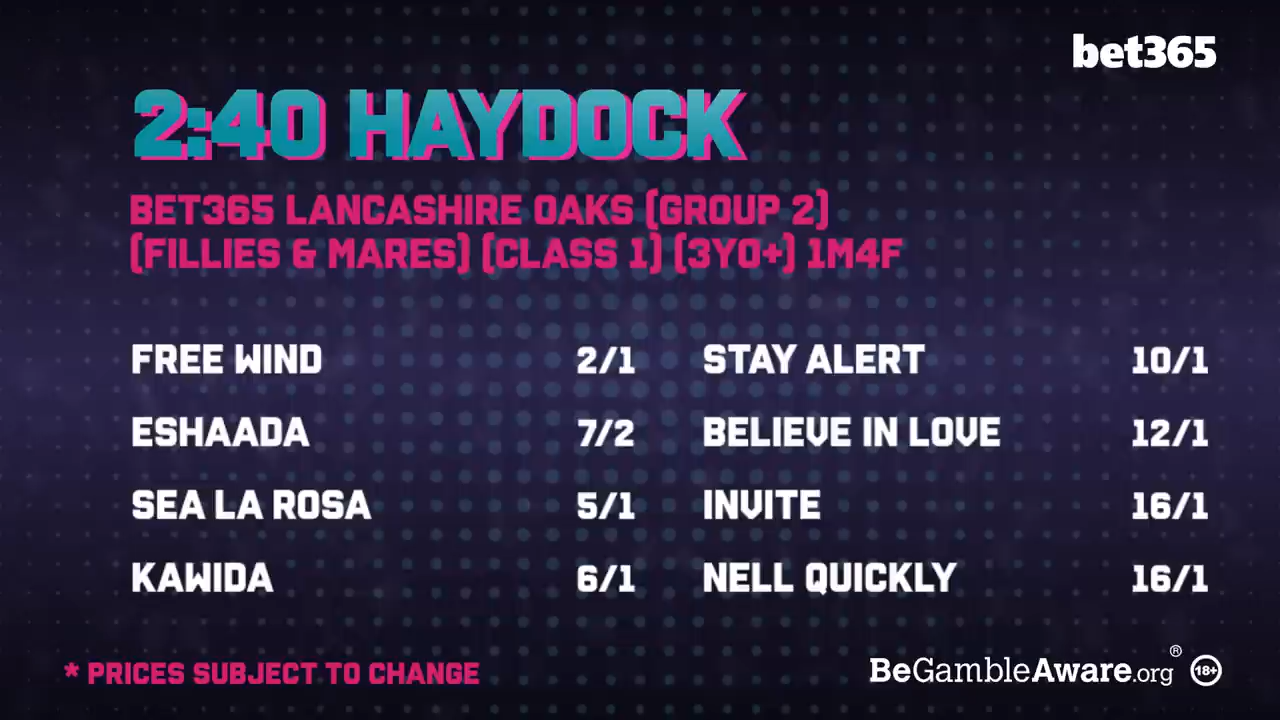 bet365
2:40 HAYDOCK
BET365 LANCASHIRE OAKS (GROUP 2)
(FILLIES & MARES) (CLASS 1) (3YO+) 1M4F
FREE WIND 2/1 STAY ALERT 10/1
ESHAADA 7/2 BELIEVE IN LOVE 12/1
SEA LA ROSA 5/1 INVITE 16/1
KAWIDA 6/1 NELL QUICKLY 16/1
* PRICES SUBJECT TO CHANGE BeGambleAware.org ® 18+